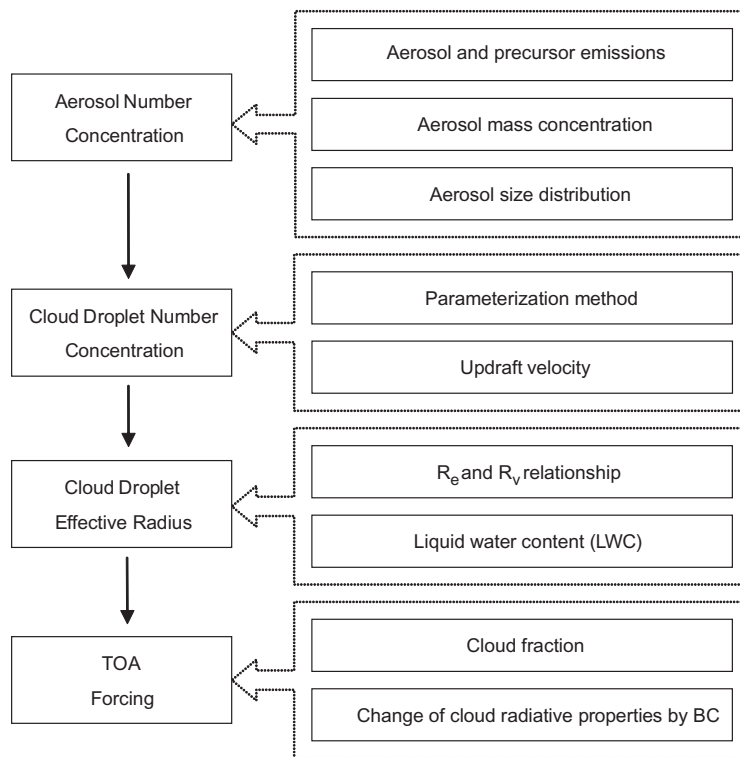 Aerosol Number
Concentration
Aerosol and precursor emissions
Aerosol mass concentration
Aerosol size distribution
Cloud Droplet Number
Concentration
Parameterization method
Updraft velocity
Cloud Droplet
Effective Radius
Re and Rv relationship
Liquid water content (LWC)
TOA
Forcing
Cloud fraction
Change of cloud radiative properties by BC